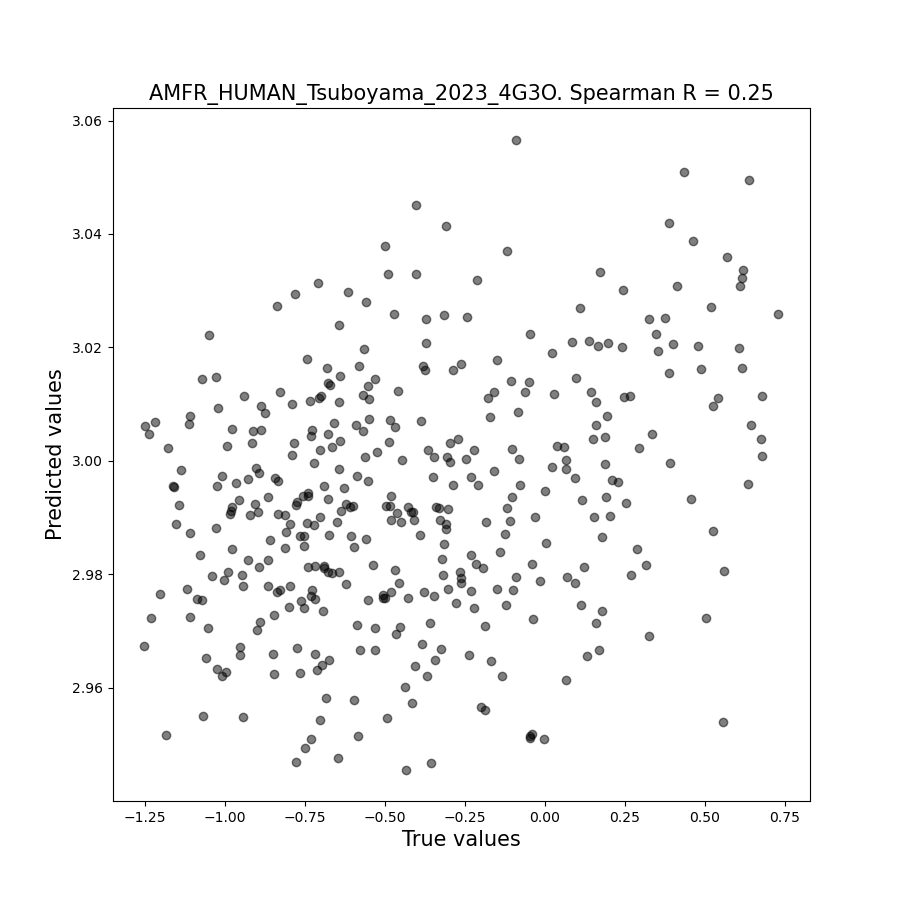 AMFR_HUMAN_Tsuboyama_2023_4G3O. Spearman R = 0.25
3.06
3.04
3.02
3.00
2.98
2.96
Predicted values
−1.25 −1.00 −0.75 −0.50 −0.25 0.00 0.25 0.50 0.75
True values